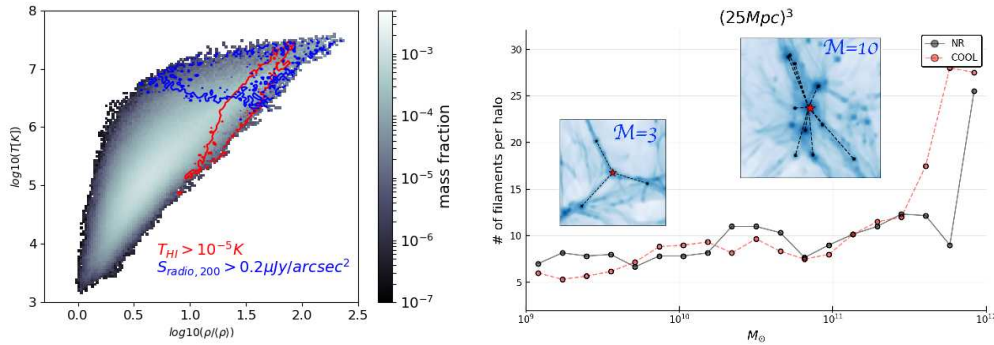 8
7
6
5
4
3
log10(T[K])
0.0 0.5 1.0 1.5 2.0 2.5
log10(ρ/⟨ρ⟩)
T_HI > 10^-5 K
S_radio,200 > 0.2μJy/arcsec^2
10^-3
10^-4
10^-5
10^-6
10^-7
mass fraction
(25Mpc)^3
30
25
20
15
10
5
# of filaments per halo
M=3
M=10
NR
COOL
10^9 10^10 10^11 10^12
M_⊙